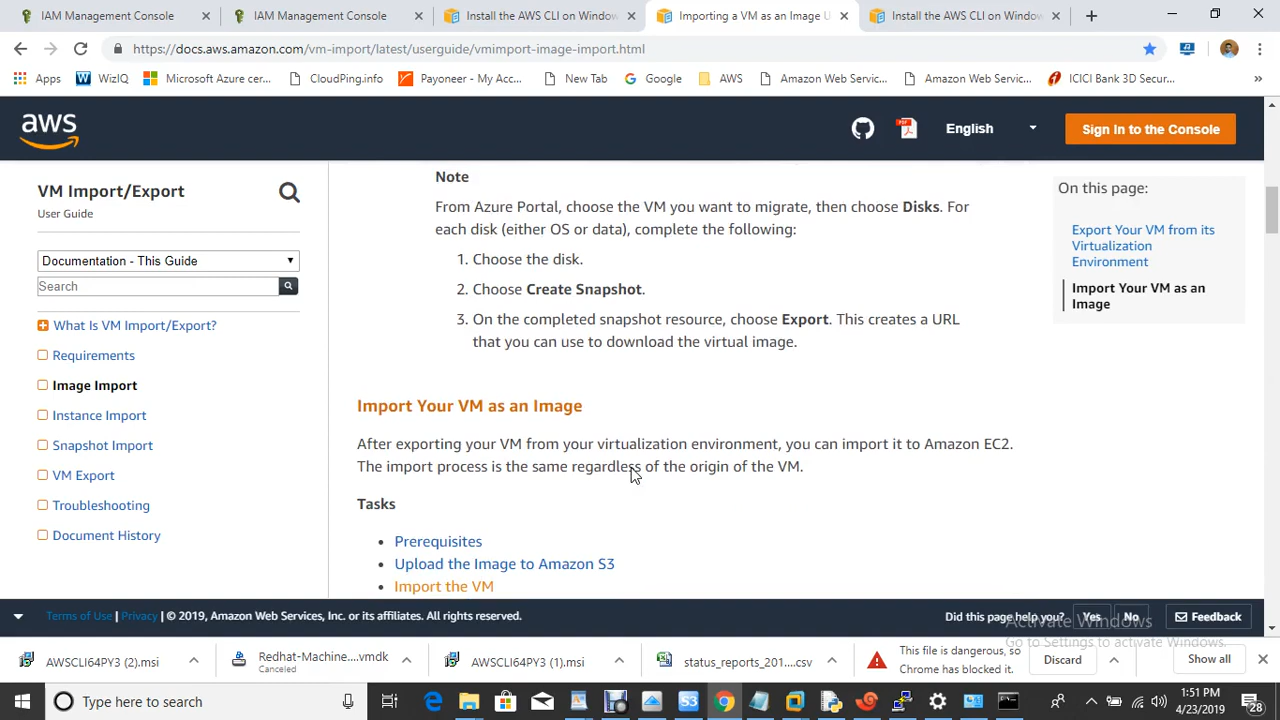 IAM Management Console
IAM Management Console
Install the AWS CLI on Window
Importing a VM as an Image U
Install the AWS CLI on Window
https://docs.aws.amazon.com/vm-import/latest/userguide/vmimport-image-import.html
Apps
WizIQ
Microsoft Azure cer...
CloudPing.info
Payoneer - My Acc...
New Tab
Google
AWS
Amazon Web Servic...
Amazon Web Servic...
ICICI Bank 3D Secur...
aws
PDF
English
Sign In to the Console
VM Import/Export
User Guide
Documentation - This Guide
Search
What Is VM Import/Export?
Requirements
Image Import
Instance Import
Snapshot Import
VM Export
Troubleshooting
Document History
Note
From Azure Portal, choose the VM you want to migrate, then choose Disks. For
each disk (either OS or data), complete the following:
1. Choose the disk.
2. Choose Create Snapshot.
3. On the completed snapshot resource, choose Export. This creates a URL
that you can use to download the virtual image.
Import Your VM as an Image
After exporting your VM from your virtualization environment, you can import it to Amazon EC2.
The import process is the same regardless of the origin of the VM.
Tasks
• Prerequisites
• Upload the Image to Amazon S3
• Import the VM
On this page:
Export Your VM from its
Virtualization
Environment
Import Your VM as an
Image
Terms of Use | Privacy | © 2019, Amazon Web Services, Inc. or its affiliates. All rights reserved.
Did this page help you?
Yes
No
Feedback
Activate Windows
Go to Settings to activate Windows.
AWSCLI64PY3 (2).msi
Redhat-Machine....vmdk
Canceled
AWSCLI64PY3 (1).msi
status_reports_201....csv
This file is dangerous, so
Chrome has blocked it.
Discard
Show all
Type here to search
S3
1:51 PM
4/23/2019
28